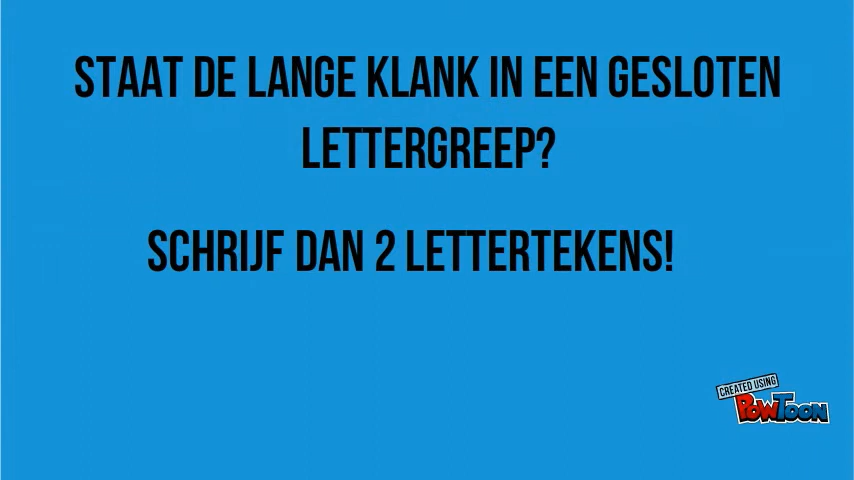 STAAT DE LANGE KLANK IN EEN GESLOTEN
LETTERGREEP?
SCHRIJF DAN 2 LETTERTEKENS!
CREATED USING
POWTOON